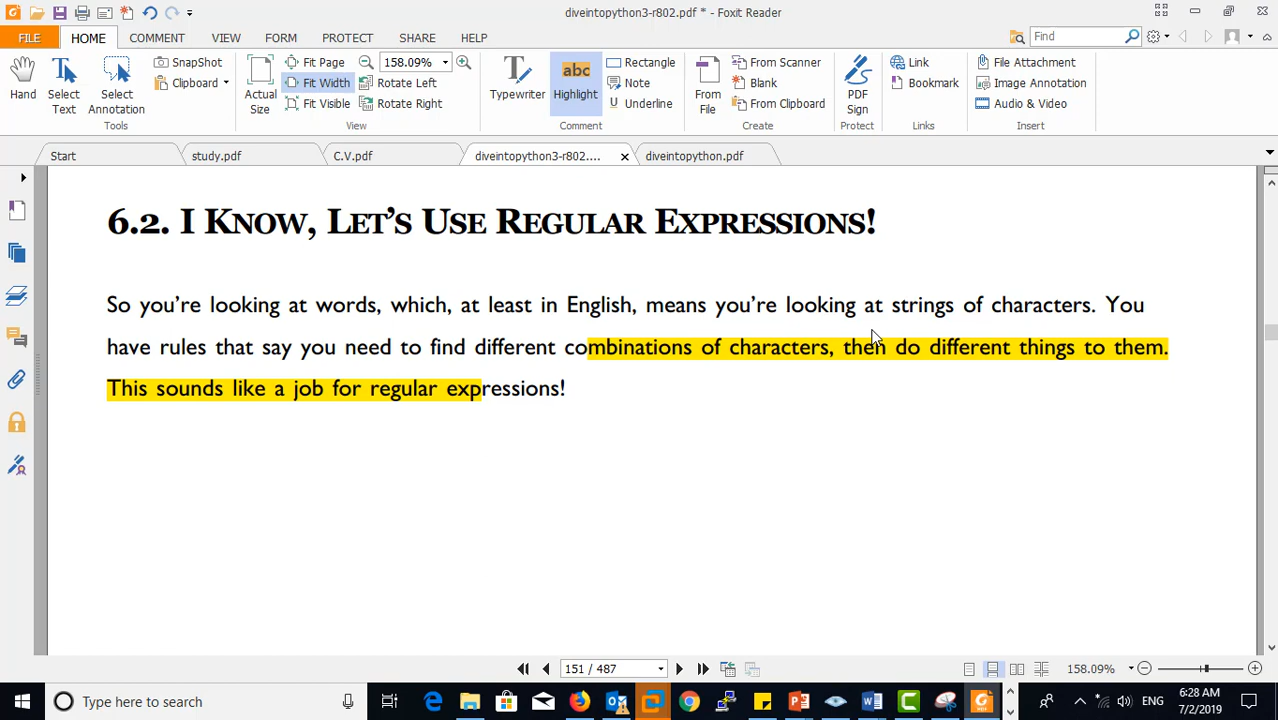 diveintopython3-r802.pdf * - Foxit Reader
FILE HOME COMMENT VIEW FORM PROTECT SHARE HELP Find
Hand
Select Text
Select Annotation
SnapShot
Clipboard
Tools
Actual Size
Fit Page
Fit Width
Fit Visible
158.09%
Rotate Left
Rotate Right
View
Typewriter
abc
Highlight
Rectangle
Note
Underline
Comment
From File
From Scanner
Blank
From Clipboard
Create
PDF Sign
Protect
Link
Bookmark
Links
File Attachment
Image Annotation
Audio & Video
Insert
Start study.pdf C.V.pdf diveintopython3-r802.... diveintopython.pdf
6.2. I KNOW, LET’S USE REGULAR EXPRESSIONS!
So you’re looking at words, which, at least in English, means you’re looking at strings of characters. You
have rules that say you need to find different combinations of characters, then do different things to them.
This sounds like a job for regular expressions!
151 / 487 158.09%
Type here to search ENG 6:28 AM
7/2/2019